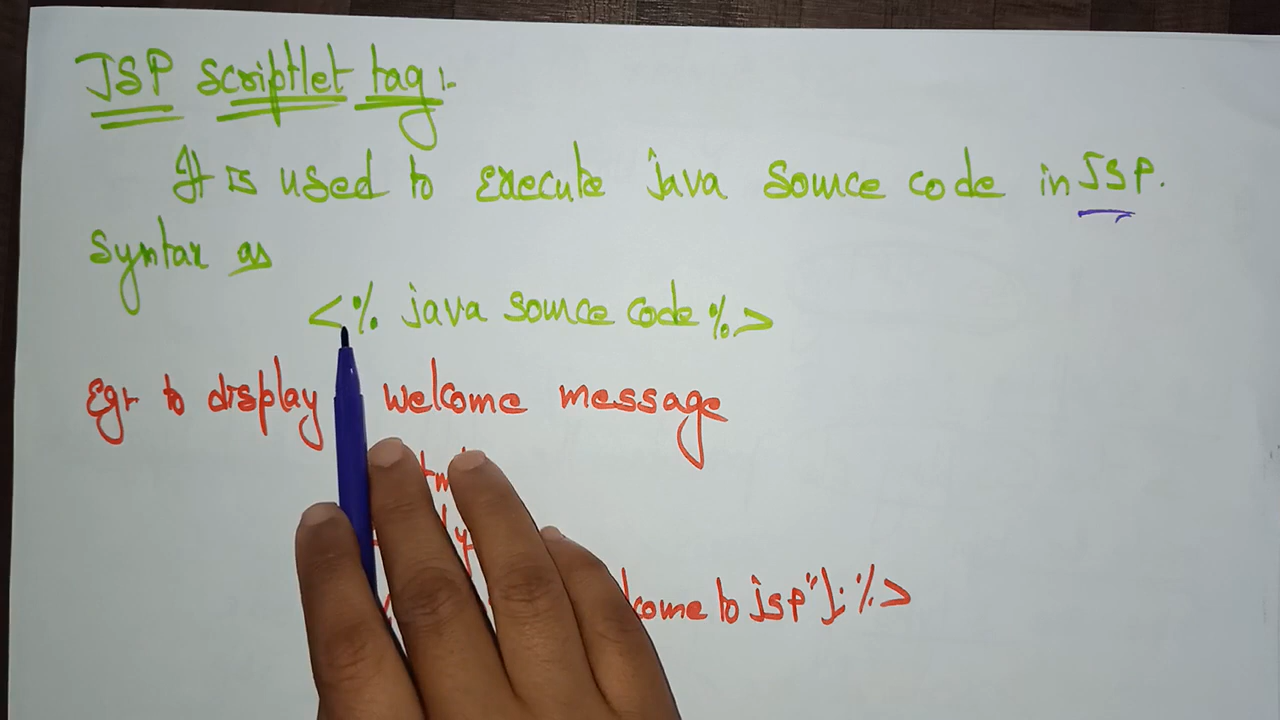 JSP scriptlet tag:-
It is used to execute java source code in JSP.
Syntax as
<% java source code %>
Eg:- to display welcome message
come to jsp"); %>